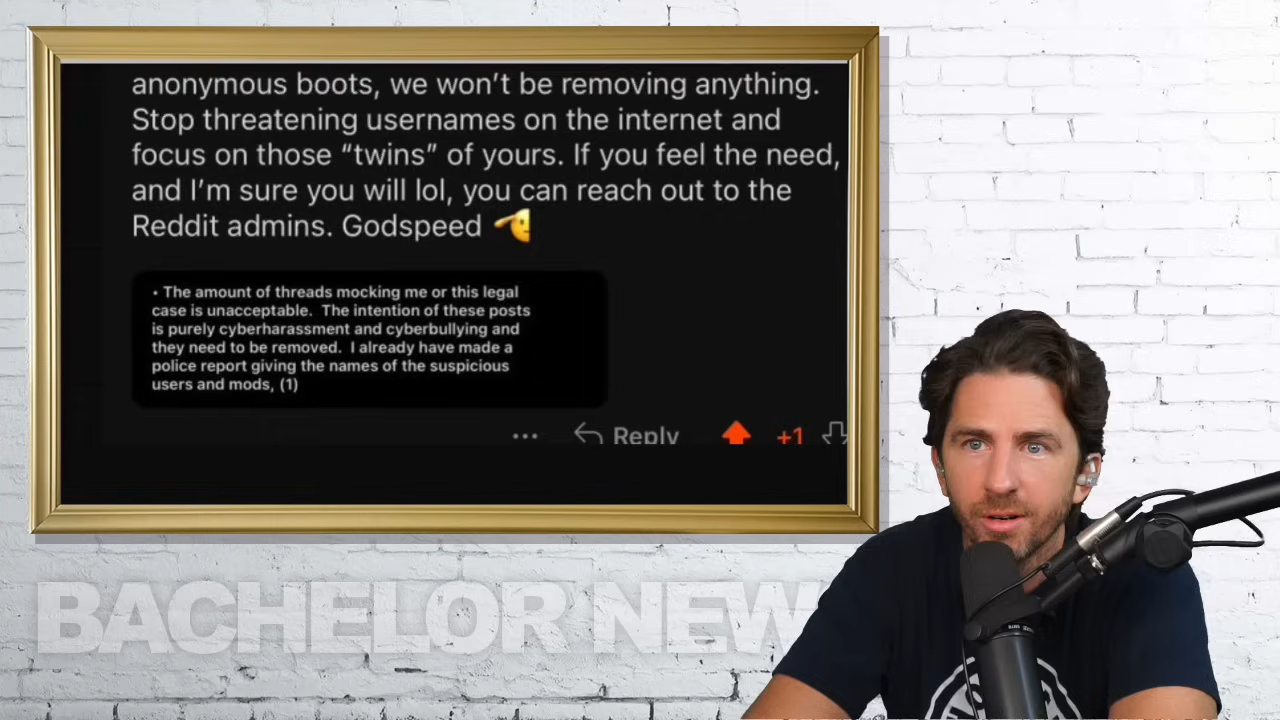 anonymous boots, we won’t be removing anything.
Stop threatening usernames on the internet and
focus on those “twins” of yours. If you feel the need,
and I’m sure you will lol, you can reach out to the
Reddit admins. Godspeed
• The amount of threads mocking me or this legal
case is unacceptable. The intention of these posts
is purely cyberharassment and cyberbullying and
they need to be removed. I already have made a
police report giving the names of the suspicious
users and mods, (1)
... Reply +1
BACHELOR NEW